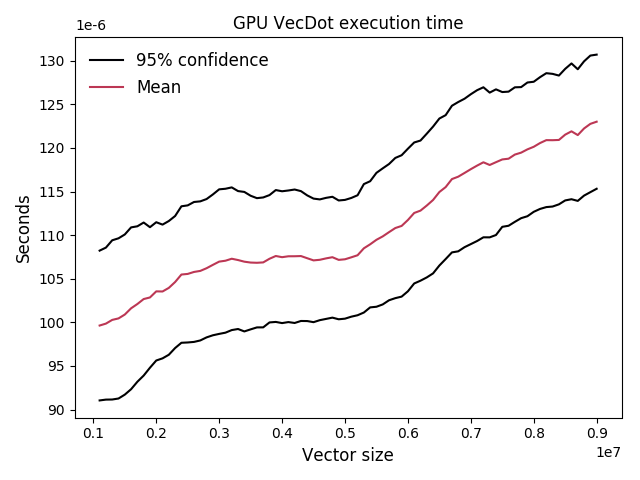 GPU VecDot execution time
1e-6
95% confidence
Mean
Seconds
130
125
120
115
110
105
100
95
90
0.1 0.2 0.3 0.4 0.5 0.6 0.7 0.8 0.9
1e7
Vector size